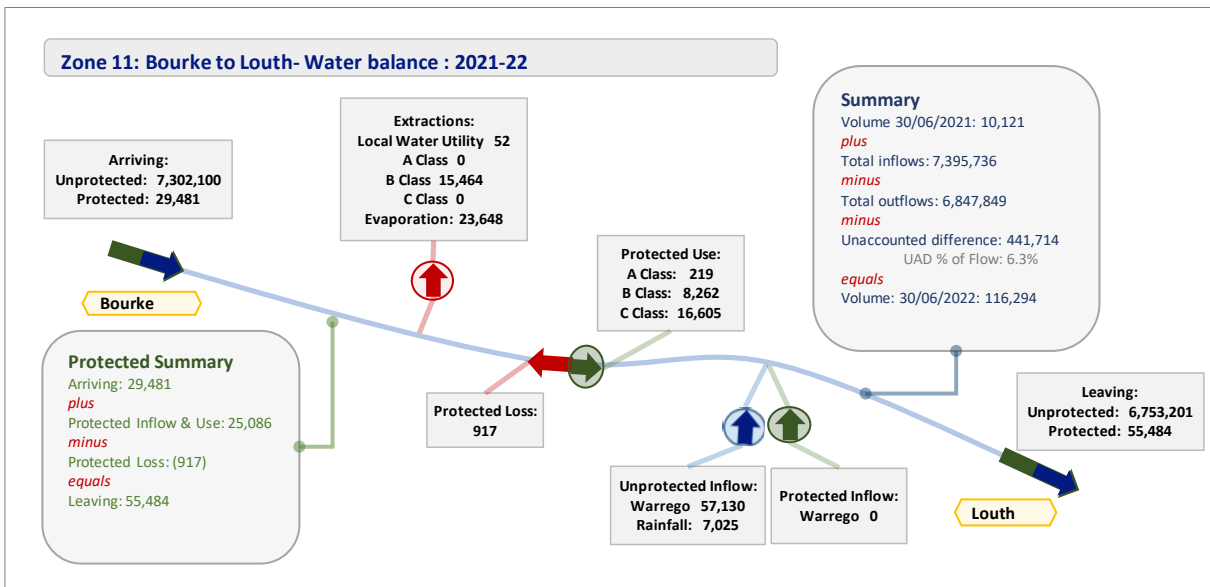 Zone 11: Bourke to Louth- Water balance : 2021-22
Arriving:
Unprotected: 7,302,100
Protected: 29,481
Bourke
Extractions:
Local Water Utility 52
A Class 0
B Class 15,464
C Class 0
Evaporation: 23,648
Summary
Volume 30/06/2021: 10,121
plus
Total inflows: 7,395,736
minus
Total outflows: 6,847,849
minus
Unaccounted difference: 441,714
UAD % of Flow: 6.3%
equals
Volume: 30/06/2022: 116,294
Protected Use:
A Class: 219
B Class: 8,262
C Class: 16,605
Protected Summary
Arriving: 29,481
plus
Protected Inflow & Use: 25,086
minus
Protected Loss: (917)
equals
Leaving: 55,484
Protected Loss:
917
Unprotected Inflow:
Warrego 57,130
Rainfall: 7,025
Protected Inflow:
Warrego 0
Leaving:
Unprotected: 6,753,201
Protected: 55,484
Louth